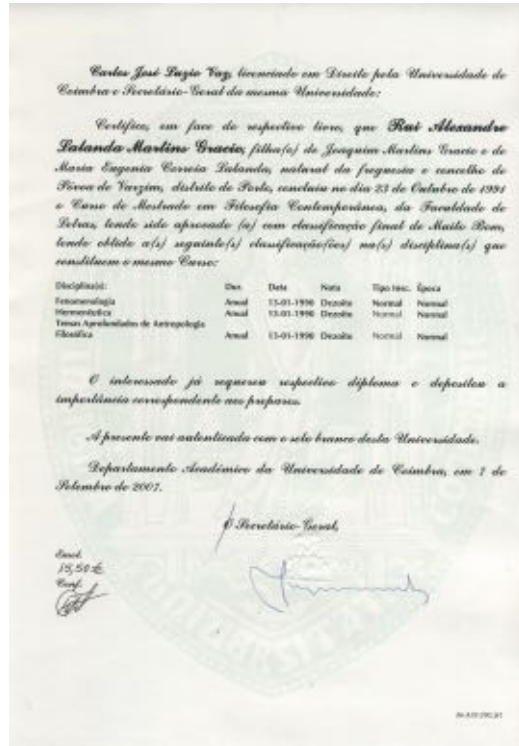 Carlos José Luzio Vaz, licenciado em Direito pela Universidade de
Coimbra e Secretário-Geral da mesma Universidade:
Certifico, em face do respectivo livro, que Rui Alexandre
Lalanda Martins Gracio, filho(a) de Joaquim Martins Gracio e de
Maria Eugenia Correia Lalanda, natural da freguesia e concelho de
Póvoa de Varzim, distrito do Porto, concluiu no dia 23 de Outubro de 1991
o Curso de Mestrado em Filosofia Contemporânea, da Faculdade de
Letras, tendo sido aprovado (a) com classificação final de Muito Bom,
tendo obtido a(s) seguinte(s) classificação(ões) na(s) disciplina(s) que
constituem o mesmo Curso:
Disciplina(s): Dur. Data Nota Tipo Insc. Época
Fenomenologia Anual 13-01-1990 Dezoito Normal Normal
Hermenêutica Anual 13-01-1990 Dezoito Normal Normal
Temas Aprofundados de Antropologia
Filosófica Anual 13-01-1990 Dezoito Normal Normal
O interessado já requereu respectivo diploma e depositou a
importância correspondente aos preparos.
A presente vai autenticada com o selo branco desta Universidade.
Departamento Académico da Universidade de Coimbra, em 7 de
Setembro de 2007.
O Secretário-Geral,
Emol.
15,50 €
Conf.